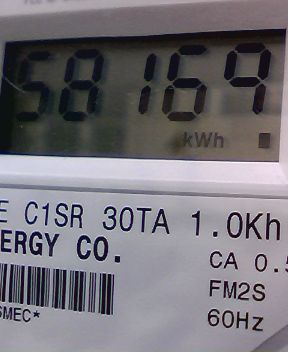 58169
kWh
E C1SR 30TA 1.0Kh
ERGY CO.
CA 0.5
FM2S
SMEC*
60Hz